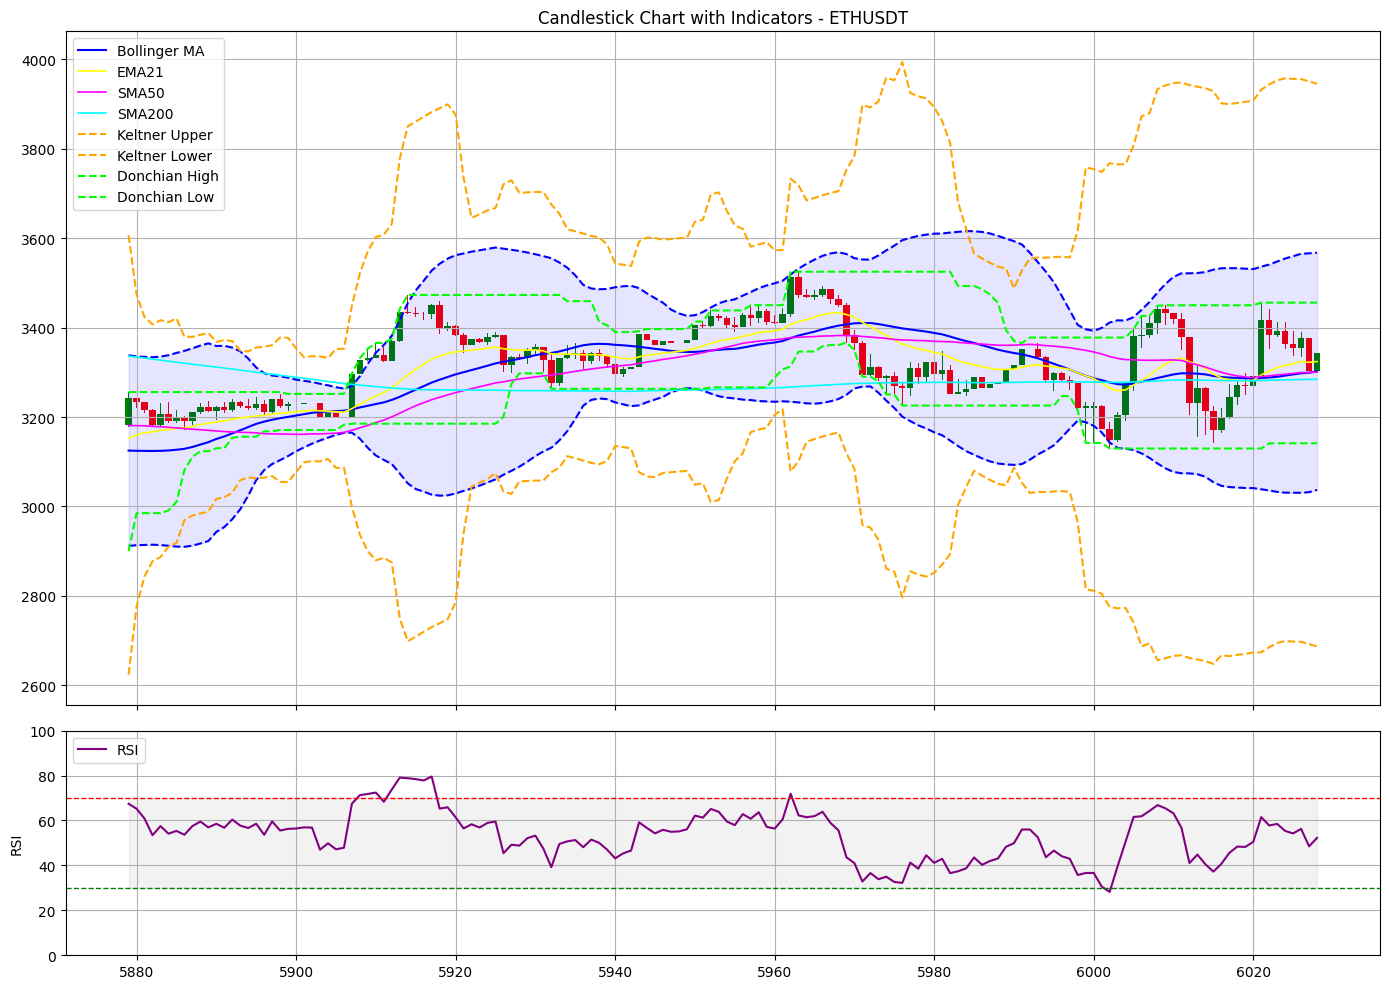 Candlestick Chart with Indicators - ETHUSDT
Bollinger MA
EMA21
SMA50
SMA200
Keltner Upper
Keltner Lower
Donchian High
Donchian Low
4000
3800
3600
3400
3200
3000
2800
2600
RSI
100
80
60
40
20
0
RSI
5880 5900 5920 5940 5960 5980 6000 6020